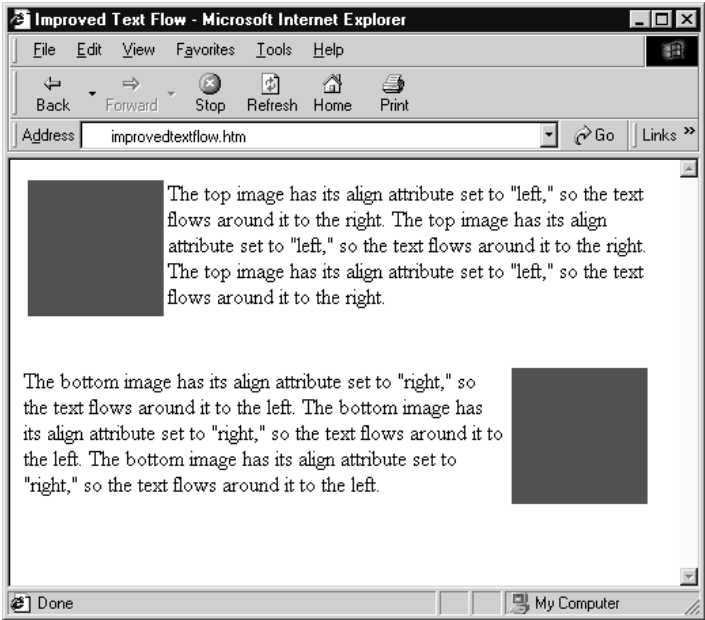 Improved Text Flow - Microsoft Internet Explorer
File Edit View Favorites Tools Help
Back Forward Stop Refresh Home Print
Address improvedtextflow.htm Go Links »
The top image has its align attribute set to "left," so the text
flows around it to the right. The top image has its align
attribute set to "left," so the text flows around it to the right.
The top image has its align attribute set to "left," so the text
flows around it to the right.
The bottom image has its align attribute set to "right," so
the text flows around it to the left. The bottom image has
its align attribute set to "right," so the text flows around it to
the left. The bottom image has its align attribute set to
"right," so the text flows around it to the left.
Done My Computer